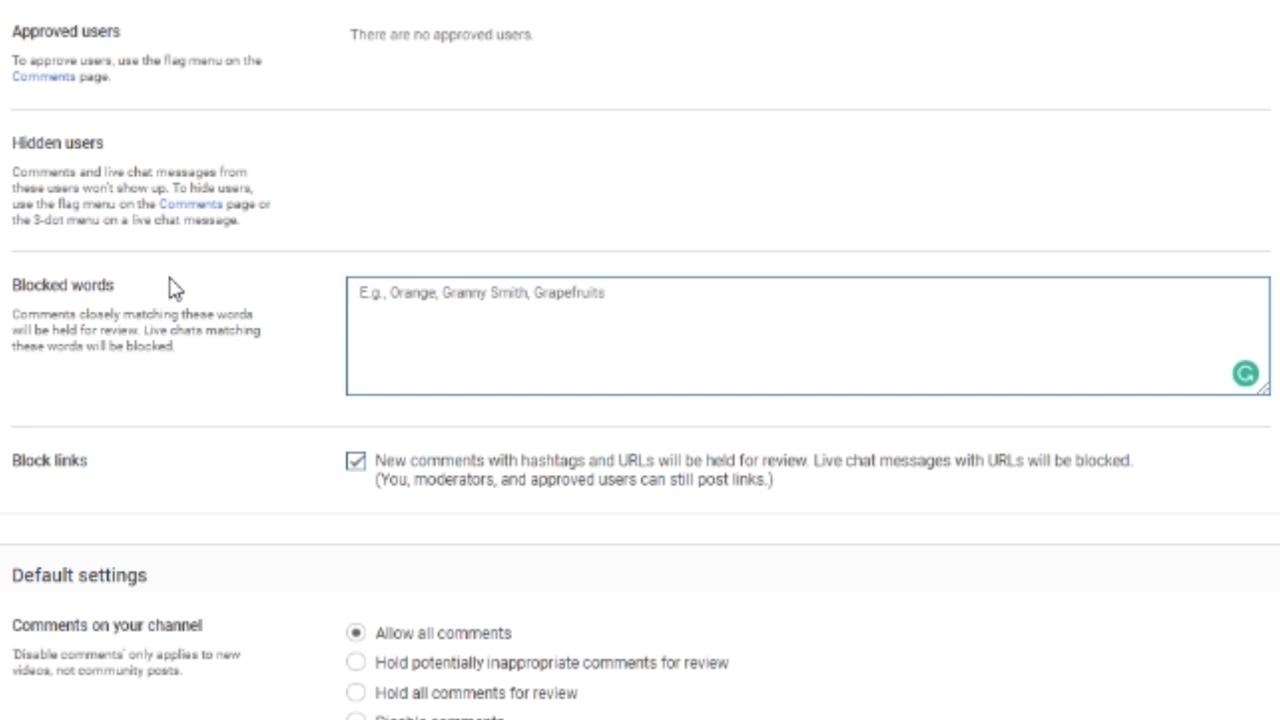 Approved users
There are no approved users.
To approve users, use the flag menu on the
Comments page.
Hidden users
Comments and live chat messages from
these users won't show up. To hide users,
use the flag menu on the Comments page or
the 3-dot menu on a live chat message.
Blocked words
E.g., Orange, Granny Smith, Grapefruits
Comments closely matching these words
will be held for review. Live chats matching
these words will be blocked.
Block links
New comments with hashtags and URLs will be held for review. Live chat messages with URLs will be blocked.
(You, moderators, and approved users can still post links.)
Default settings
Comments on your channel
'Disable comments' only applies to new
videos, not community posts.
Allow all comments
Hold potentially inappropriate comments for review
Hold all comments for review
Disable comments